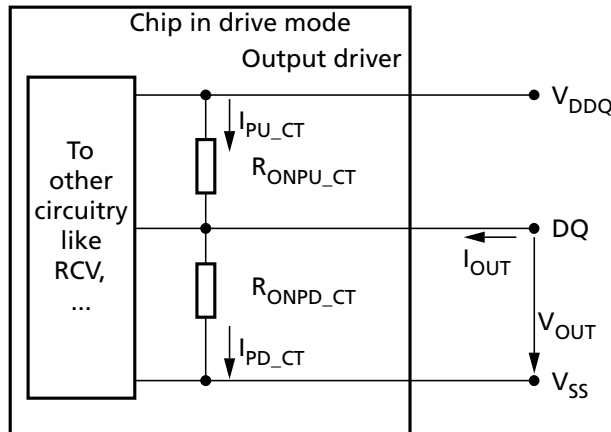 Chip in drive mode
Output driver
To
other
circuitry
like
RCV,
...
I_PU_CT
R_ONPU_CT
R_ONPD_CT
I_PD_CT
V_DDQ
DQ
I_OUT
V_OUT
V_SS